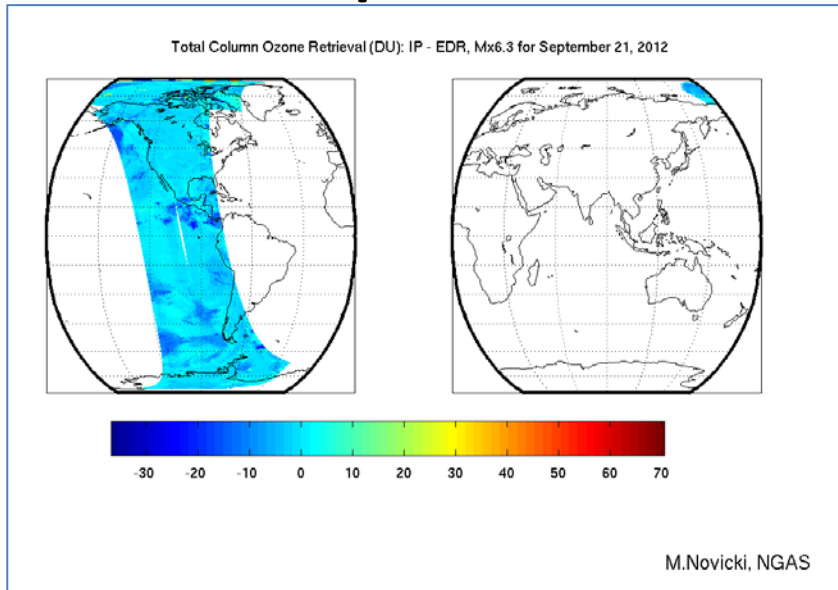 Total Column Ozone Retrieval (DU): IP - EDR, Mx6.3 for September 21, 2012
-30 -20 -10 0 10 20 30 40 50 60 70
M.Novicki, NGAS